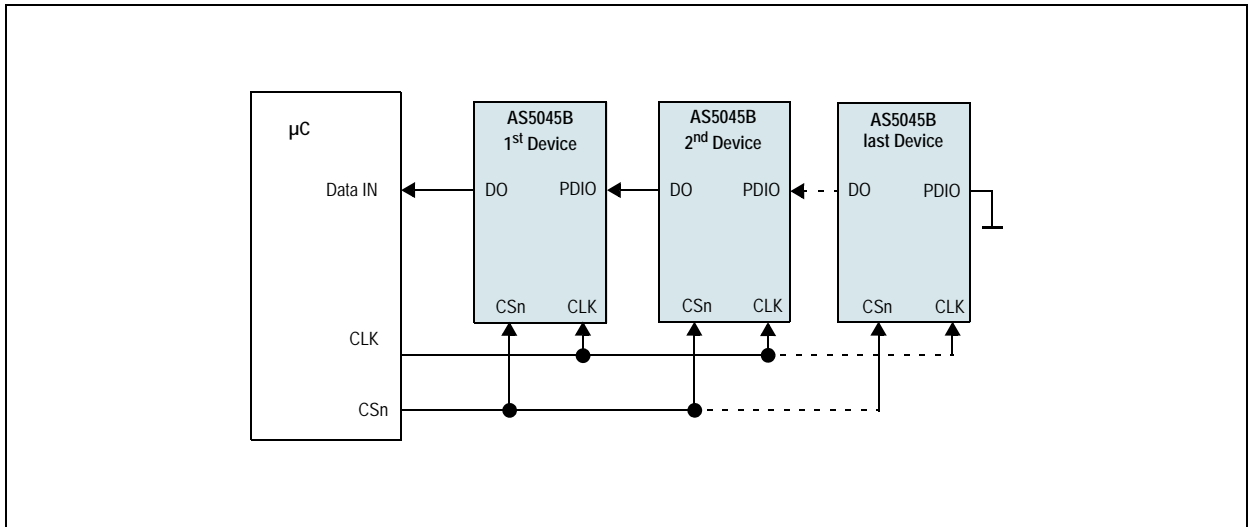 µC
AS5045B
1st Device
AS5045B
2nd Device
AS5045B
last Device
Data IN
DO
PDIO
DO
PDIO
DO
PDIO
CSn
CLK
CSn
CLK
CSn
CLK
CLK
CSn